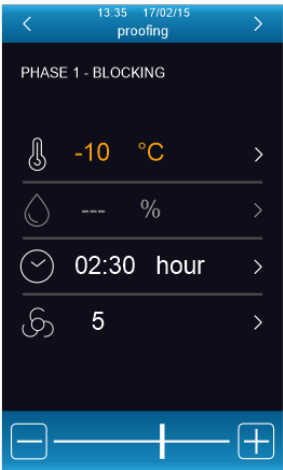 13:35 17/02/15
proofing
PHASE 1 - BLOCKING
-10 °C
--- %
02:30 hour
5